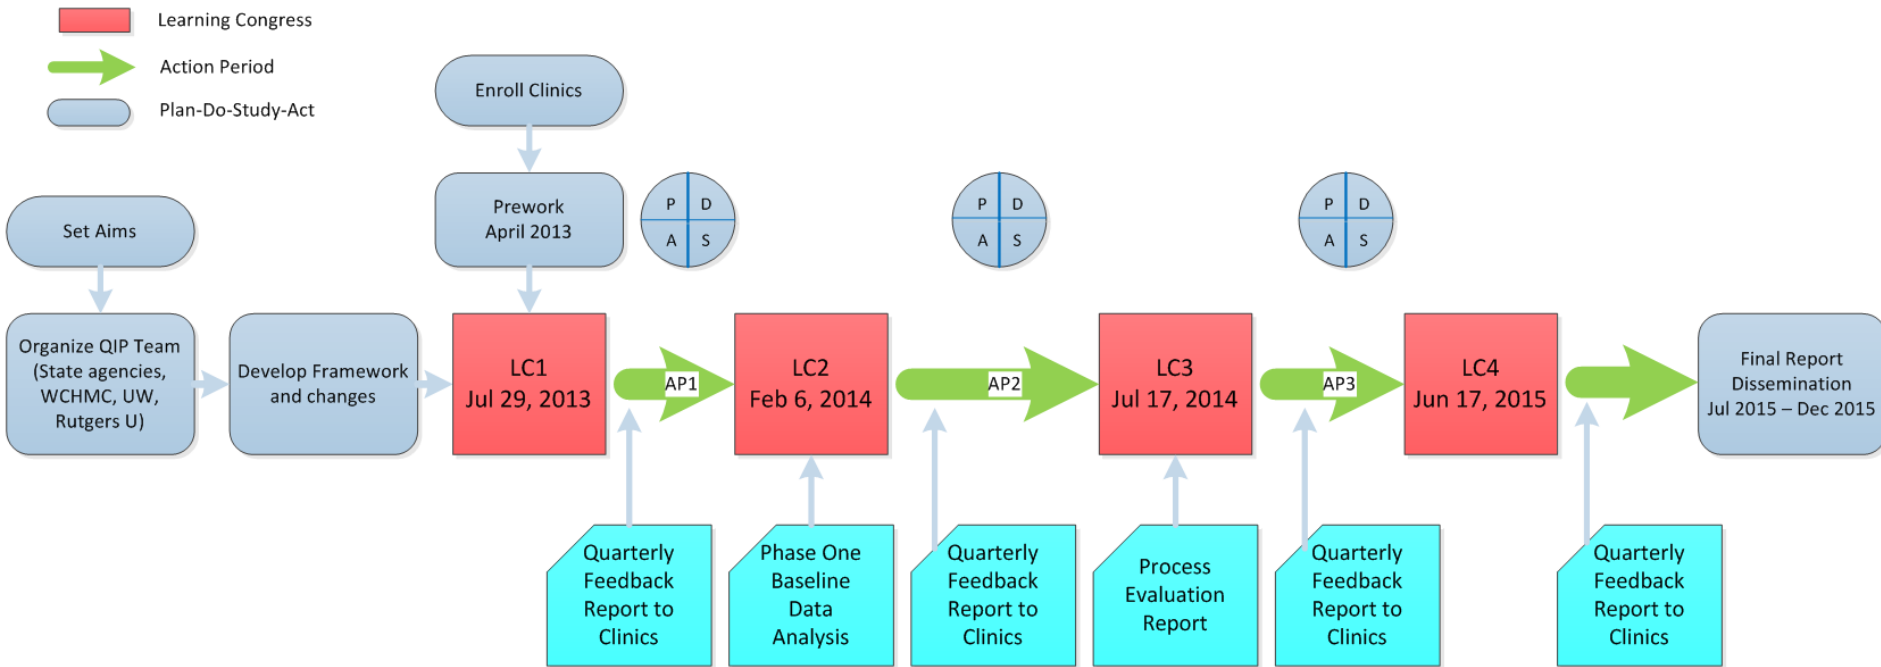 Learning Congress
Action Period
Plan-Do-Study-Act
Enroll Clinics
Prework
April 2013
P D
A S
P D
A S
P D
A S
Set Aims
Organize QIP Team
(State agencies,
WCHMC, UW,
Rutgers U)
Develop Framework
and changes
LC1
Jul 29, 2013
AP1
LC2
Feb 6, 2014
AP2
LC3
Jul 17, 2014
AP3
LC4
Jun 17, 2015
Final Report
Dissemination
Jul 2015 – Dec 2015
Quarterly
Feedback
Report to
Clinics
Phase One
Baseline
Data
Analysis
Quarterly
Feedback
Report to
Clinics
Process
Evaluation
Report
Quarterly
Feedback
Report to
Clinics
Quarterly
Feedback
Report to
Clinics